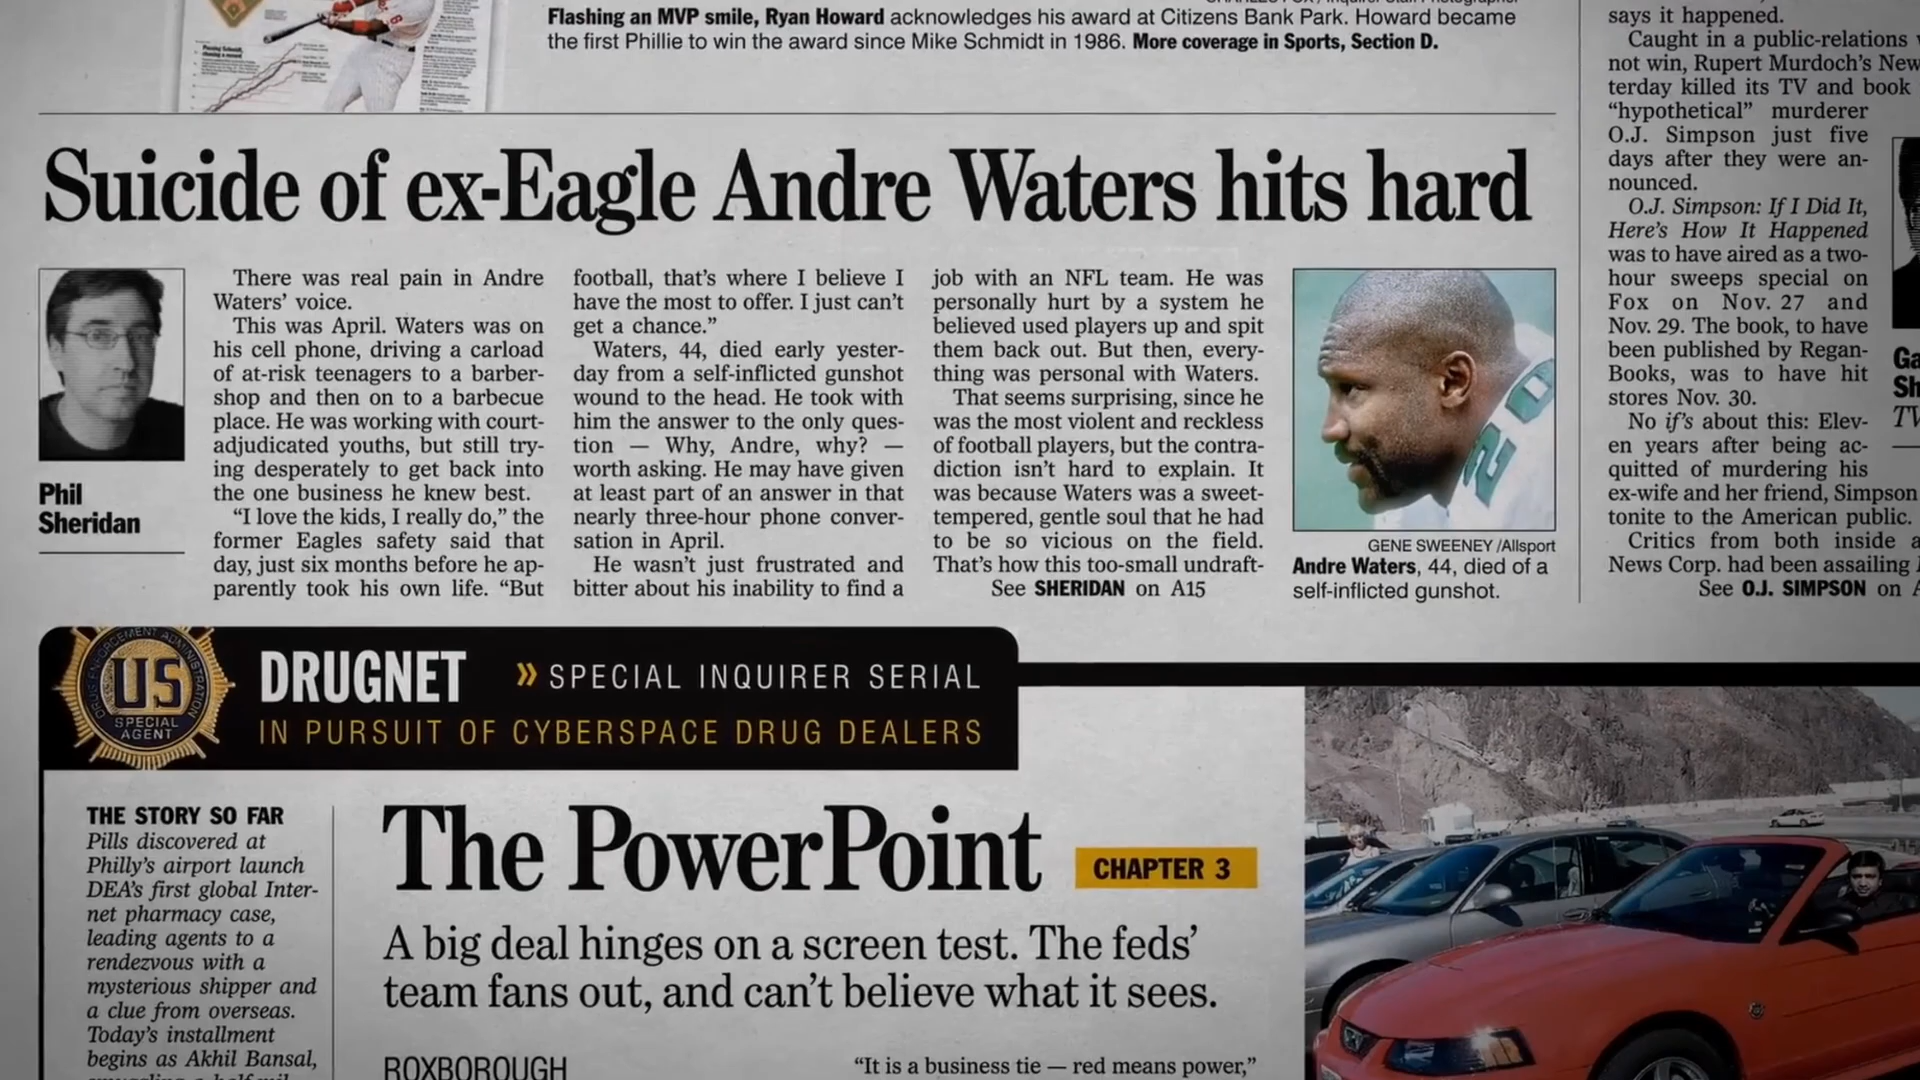 Flashing an MVP smile, Ryan Howard acknowledges his award at Citizens Bank Park. Howard became
the first Phillie to win the award since Mike Schmidt in 1986. More coverage in Sports, Section D.
Suicide of ex-Eagle Andre Waters hits hard
Phil
Sheridan
There was real pain in Andre
Waters’ voice.
This was April. Waters was on
his cell phone, driving a carload
of at-risk teenagers to a barber-
shop and then on to a barbecue
place. He was working with court-
adjudicated youths, but still try-
ing desperately to get back into
the one business he knew best.
“I love the kids, I really do,” the
former Eagles safety said that
day, just six months before he ap-
parently took his own life. “But
football, that’s where I believe I
have the most to offer. I just can’t
get a chance.”
Waters, 44, died early yester-
day from a self-inflicted gunshot
wound to the head. He took with
him the answer to the only ques-
tion — Why, Andre, why? —
worth asking. He may have given
at least part of an answer in that
nearly three-hour phone conver-
sation in April.
He wasn’t just frustrated and
bitter about his inability to find a
job with an NFL team. He was
personally hurt by a system he
believed used players up and spit
them back out. But then, every-
thing was personal with Waters.
That seems surprising, since he
was the most violent and reckless
of football players, but the contra-
diction isn’t hard to explain. It
was because Waters was a sweet-
tempered, gentle soul that he had
to be so vicious on the field.
That’s how this too-small undraft-
See SHERIDAN on A15
20
GENE SWEENEY /Allsport
Andre Waters, 44, died of a
self-inflicted gunshot.
says it happened.
Caught in a public-relations
not win, Rupert Murdoch’s New
terday killed its TV and book
“hypothetical” murderer
O.J. Simpson just five
days after they were an-
nounced.
O.J. Simpson: If I Did It,
Here’s How It Happened
was to have aired as a two-
hour sweeps special on
Fox on Nov. 27 and
Nov. 29. The book, to have
been published by Regan-
Books, was to have hit
stores Nov. 30.
No if’s about this: Elev-
en years after being ac-
quitted of murdering his
ex-wife and her friend, Simpson
tonite to the American public.
Critics from both inside
News Corp. had been assailing
See O.J. SIMPSON on
Ga
Sh
TV
US
SPECIAL
AGENT
DRUGNET » SPECIAL INQUIRER SERIAL
IN PURSUIT OF CYBERSPACE DRUG DEALERS
THE STORY SO FAR
Pills discovered at
Philly’s airport launch
DEA’s first global Inter-
net pharmacy case,
leading agents to a
rendezvous with a
mysterious shipper and
a clue from overseas.
Today’s installment
begins as Akhil Bansal,
The PowerPoint
CHAPTER 3
A big deal hinges on a screen test. The feds’
team fans out, and can’t believe what it sees.
ROXBOROUGH
“It is a business tie — red means power,”